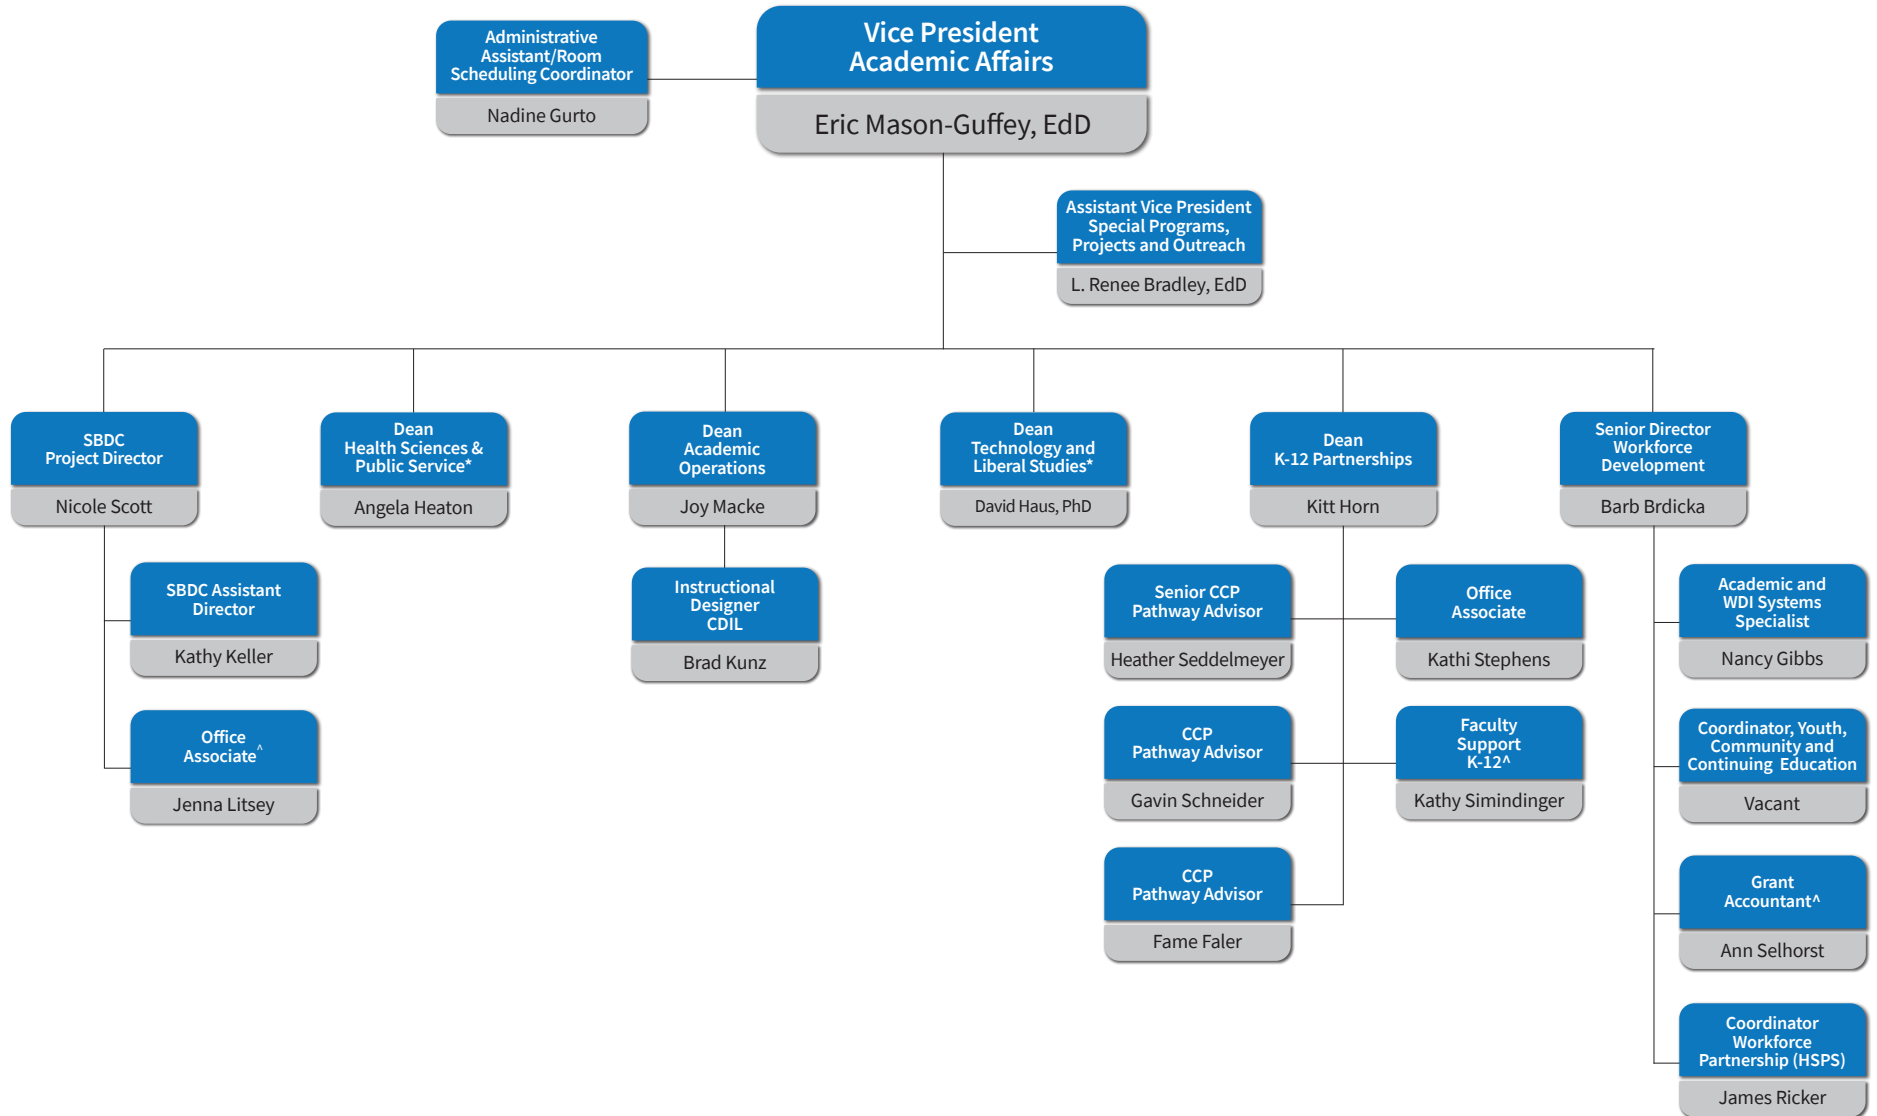 Administrative
Assistant/Room
Scheduling Coordinator
Nadine Gurto
Vice President
Academic Affairs
Eric Mason-Guffey, EdD
Assistant Vice President
Special Programs,
Projects and Outreach
L. Renee Bradley, EdD
SBDC
Project Director
Nicole Scott
Dean
Health Sciences &
Public Service*
Angela Heaton
Dean
Academic
Operations
Joy Macke
Dean
Technology and
Liberal Studies*
David Haus, PhD
Dean
K-12 Partnerships
Kitt Horn
Senior Director
Workforce
Development
Barb Brdicka
SBDC Assistant
Director
Kathy Keller
Office
Associate^
Jenna Litsey
Instructional
Designer
CDIL
Brad Kunz
Senior CCP
Pathway Advisor
Heather Seddelmeyer
Office
Associate
Kathi Stephens
CCP
Pathway Advisor
Gavin Schneider
Faculty
Support
K-12^
Kathy Simindinger
CCP
Pathway Advisor
Fame Faler
Academic and
WDI Systems
Specialist
Nancy Gibbs
Coordinator, Youth,
Community and
Continuing Education
Vacant
Grant
Accountant^
Ann Selhorst
Coordinator
Workforce
Partnership (HSPS)
James Ricker